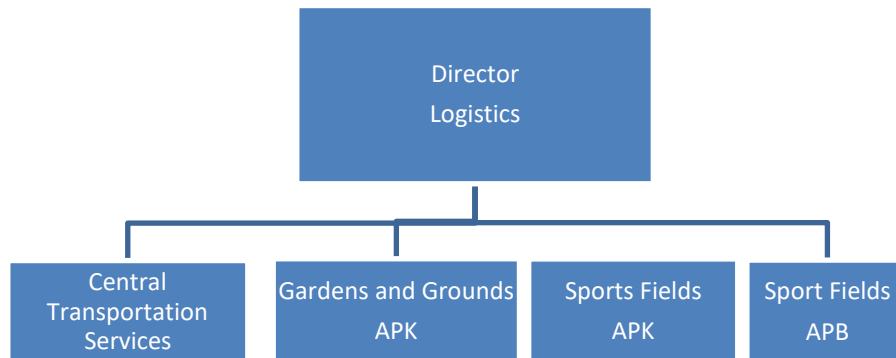 Director
Logistics
Central
Transportation
Services
Gardens and Grounds
APK
Sports Fields
APK
Sport Fields
APB